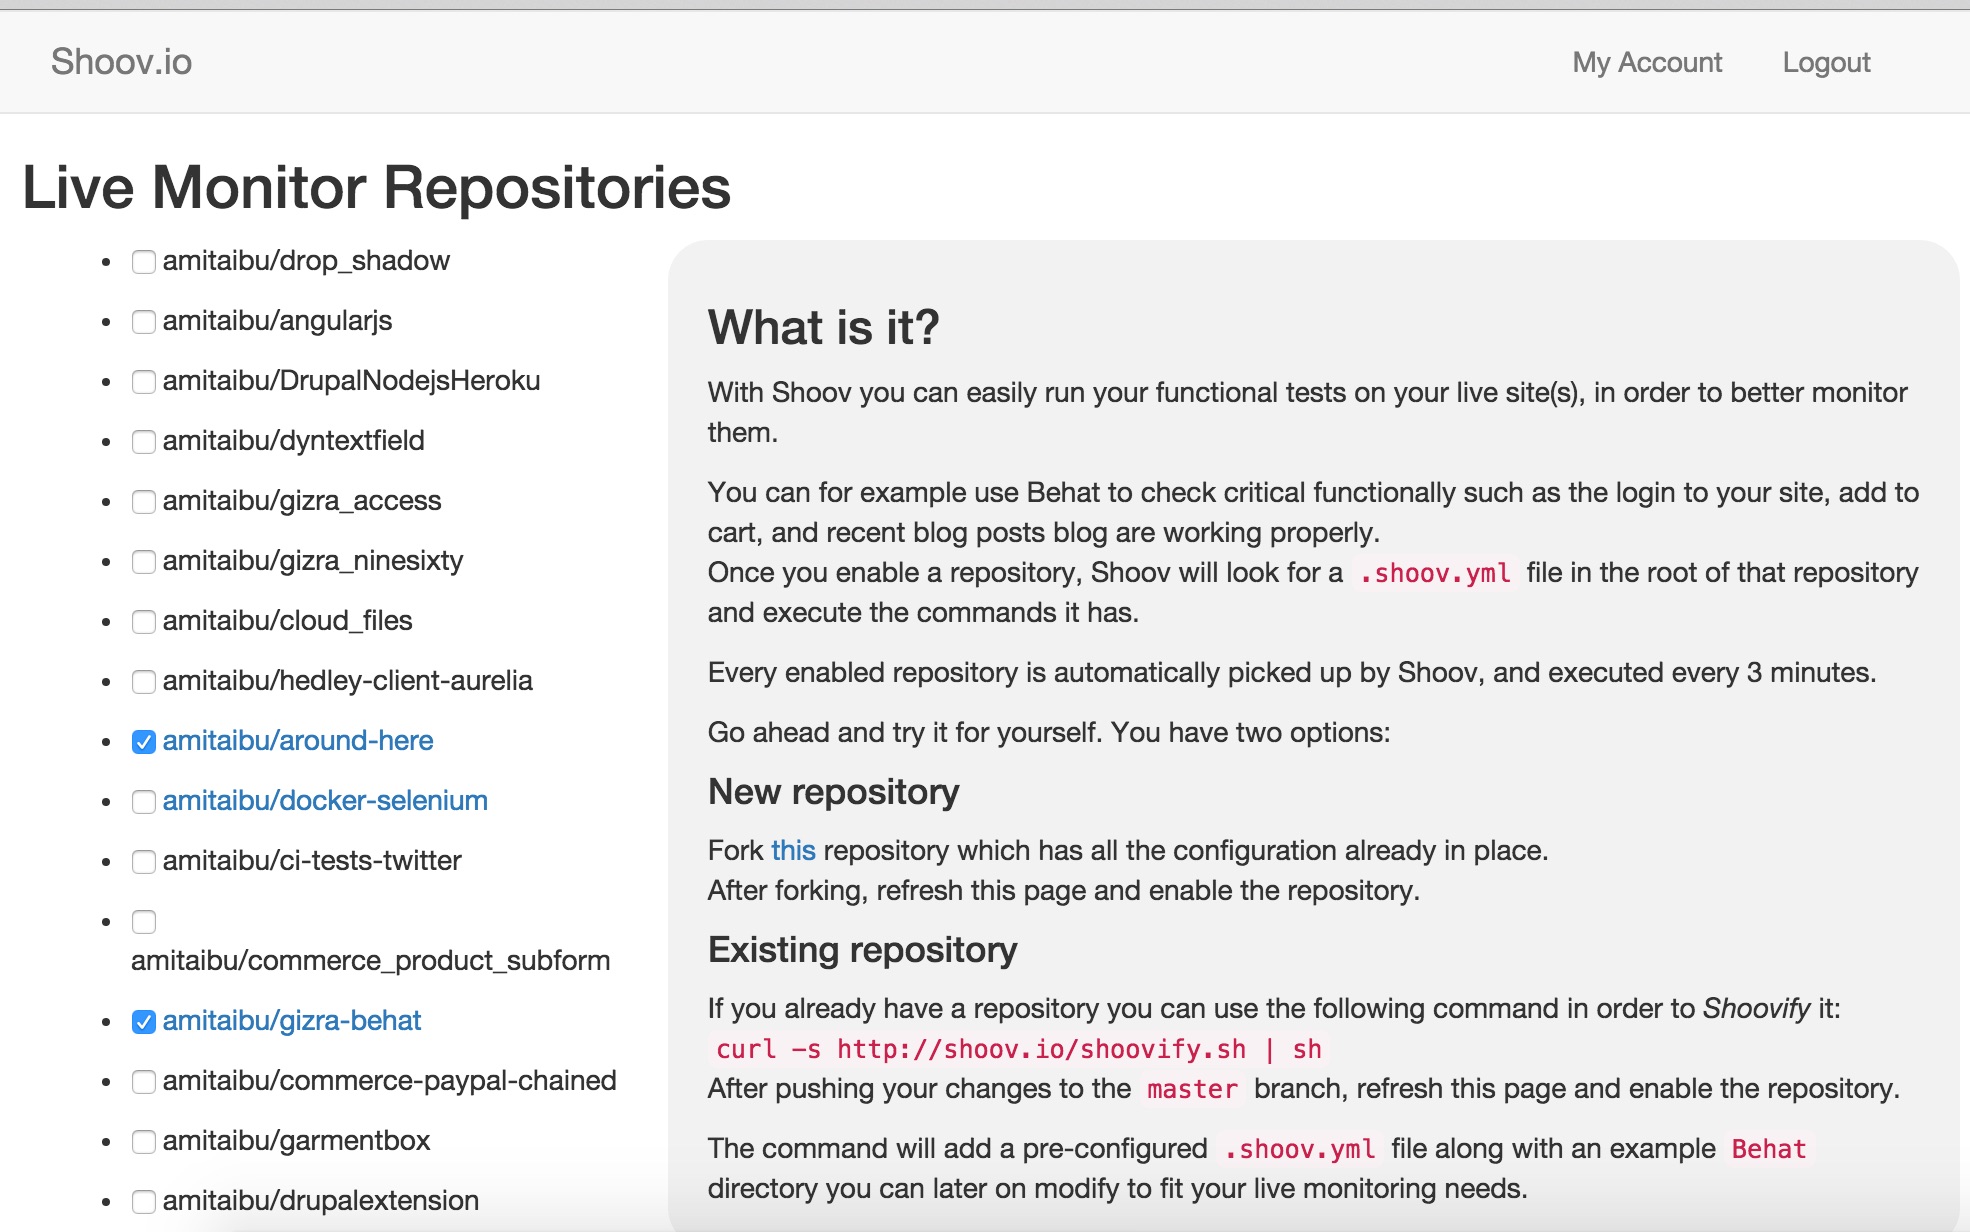 Shoov.io
My Account
Logout
Live Monitor Repositories
amitaibu/drop_shadow
amitaibu/angularjs
amitaibu/DrupalNodejsHeroku
amitaibu/dyntextfield
amitaibu/gizra_access
amitaibu/gizra_ninesixty
amitaibu/cloud_files
amitaibu/hedley-client-aurelia
amitaibu/around-here
amitaibu/docker-selenium
amitaibu/ci-tests-twitter
amitaibu/commerce_product_subform
amitaibu/gizra-behat
amitaibu/commerce-paypal-chained
amitaibu/garmentbox
amitaibu/drupalextension
What is it?
With Shoov you can easily run your functional tests on your live site(s), in order to better monitor
them.
You can for example use Behat to check critical functionally such as the login to your site, add to
cart, and recent blog posts blog are working properly.
Once you enable a repository, Shoov will look for a .shoov.yml file in the root of that repository
and execute the commands it has.
Every enabled repository is automatically picked up by Shoov, and executed every 3 minutes.
Go ahead and try it for yourself. You have two options:
New repository
Fork this repository which has all the configuration already in place.
After forking, refresh this page and enable the repository.
Existing repository
If you already have a repository you can use the following command in order to Shoovify it:
curl -s http://shoov.io/shoovify.sh | sh
After pushing your changes to the master branch, refresh this page and enable the repository.
The command will add a pre-configured .shoov.yml file along with an example Behat
directory you can later on modify to fit your live monitoring needs.